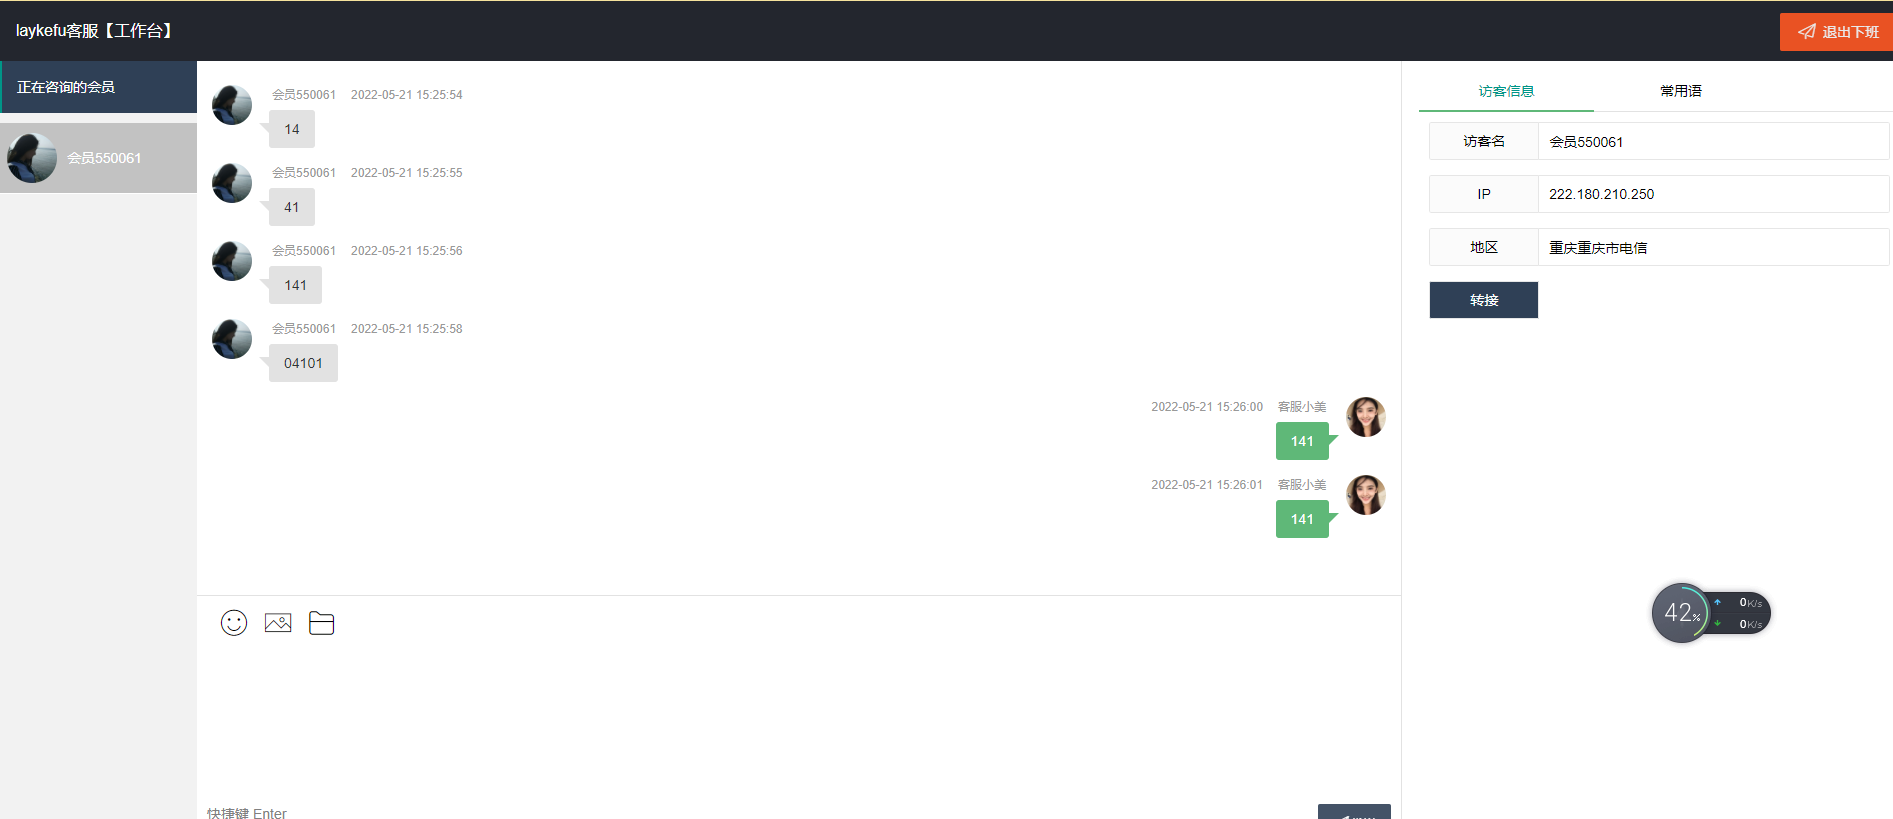 laykefu客服【工作台】
退出下班
正在咨询的会员
会员550061
会员550061 2022-05-21 15:25:54
14
会员550061 2022-05-21 15:25:55
41
会员550061 2022-05-21 15:25:56
141
会员550061 2022-05-21 15:25:58
04101
2022-05-21 15:26:00 客服小美
141
2022-05-21 15:26:01 客服小美
141
快捷键 Enter
访客信息 常用语
访客名 会员550061
IP 222.180.210.250
地区 重庆重庆市电信
转接
42%
0K/s
0K/s